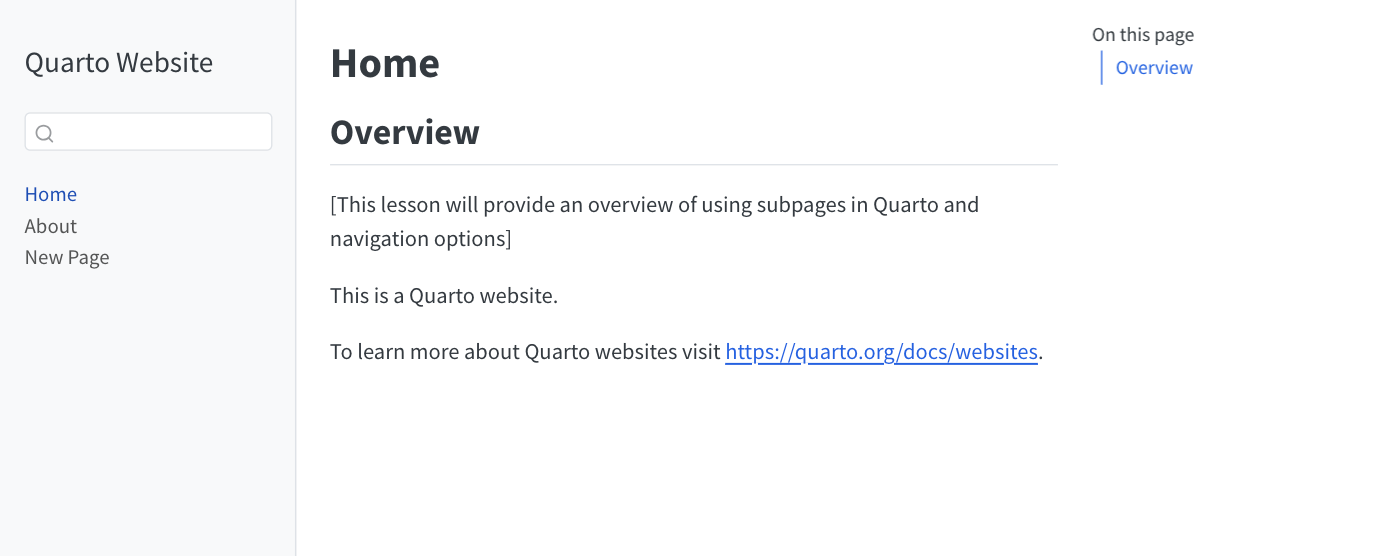 Quarto Website
Home
About
New Page
Home
Overview
[This lesson will provide an overview of using subpages in Quarto and
navigation options]
This is a Quarto website.
To learn more about Quarto websites visit https://quarto.org/docs/websites.
On this page
Overview